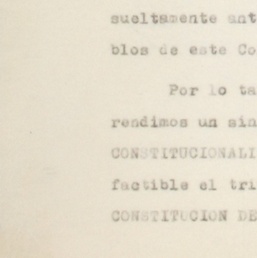 sueltamente ant
blos de este Co
Por lo ta
rendimos un sin
CONSTITUCIONALI
factible el tri
CONSTITUCION DE